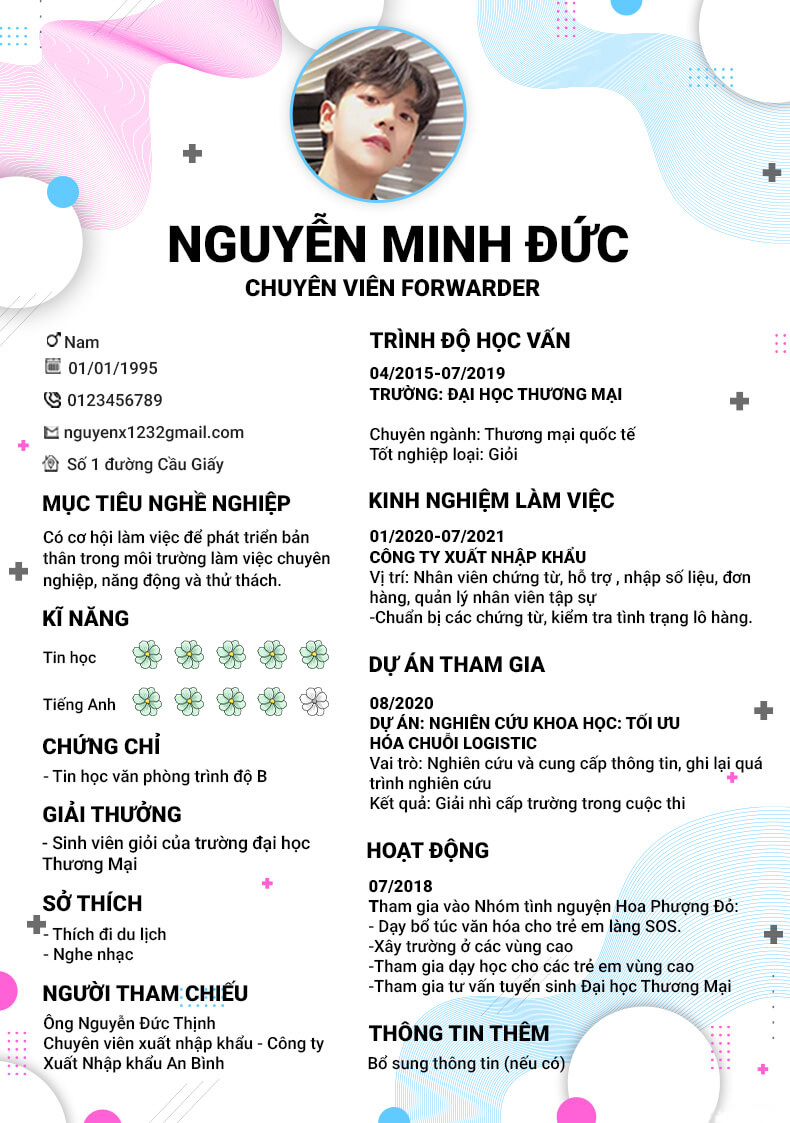 NGUYỄN MINH ĐỨC
CHUYÊN VIÊN FORWARDER
Nam
01/01/1995
0123456789
nguyenx1232gmail.com
Số 1 đường Cầu Giấy
MỤC TIÊU NGHỀ NGHIỆP
Có cơ hội làm việc để phát triển bản
thân trong môi trường làm việc chuyên
nghiệp, năng động và thử thách.
KĨ NĂNG
Tin học
Tiếng Anh
CHỨNG CHỈ
- Tin học văn phòng trình độ B
GIẢI THƯỞNG
- Sinh viên giỏi của trường đại học
Thương Mại
SỞ THÍCH
- Thích đi du lịch
- Nghe nhạc
NGƯỜI THAM CHIẾU
Ông Nguyễn Đức Thịnh
Chuyên viên xuất nhập khẩu - Công ty
Xuất Nhập khẩu An Bình
TRÌNH ĐỘ HỌC VẤN
04/2015-07/2019
TRƯỜNG: ĐẠI HỌC THƯƠNG MẠI
Chuyên ngành: Thương mại quốc tế
Tốt nghiệp loại: Giỏi
KINH NGHIỆM LÀM VIỆC
01/2020-07/2021
CÔNG TY XUẤT NHẬP KHẨU
Vị trí: Nhân viên chứng từ, hỗ trợ , nhập số liệu, đơn
hàng, quản lý nhân viên tập sự
-Chuẩn bị các chứng từ, kiểm tra tình trạng lô hàng.
DỰ ÁN THAM GIA
08/2020
DỰ ÁN: NGHIÊN CỨU KHOA HỌC: TỐI ƯU
HÓA CHUỖI LOGISTIC
Vai trò: Nghiên cứu và cung cấp thông tin, ghi lại quá
trình nghiên cứu
Kết quả: Giải nhì cấp trường trong cuộc thi
HOẠT ĐỘNG
07/2018
Tham gia vào Nhóm tình nguyện Hoa Phượng Đỏ:
- Dạy bổ túc văn hóa cho trẻ em làng SOS.
-Xây trường ở các vùng cao
-Tham gia dạy học cho các trẻ em vùng cao
-Tham gia tư vấn tuyển sinh Đại học Thương Mại
THÔNG TIN THÊM
Bổ sung thông tin (nếu có)